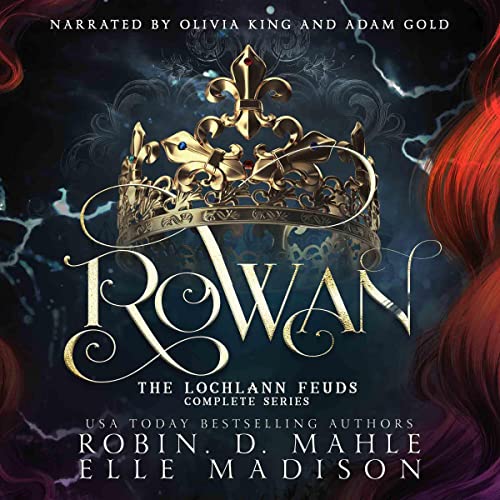 NARRATED BY OLIVIA KING AND ADAM GOLD
ROWAN
THE LOCHLANN FEUDS
COMPLETE SERIES
USA TODAY BESTSELLING AUTHORS
ROBIN. D. MAHLE
ELLE MADISON